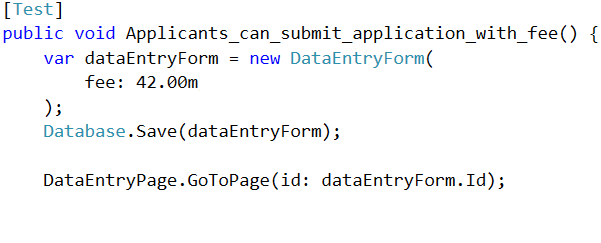 [Test]
public void Applicants_can_submit_application_with_fee() {
    var dataEntryForm = new DataEntryForm(
        fee: 42.00m
    );
    Database.Save(dataEntryForm);

    DataEntryPage.GoToPage(id: dataEntryForm.Id);